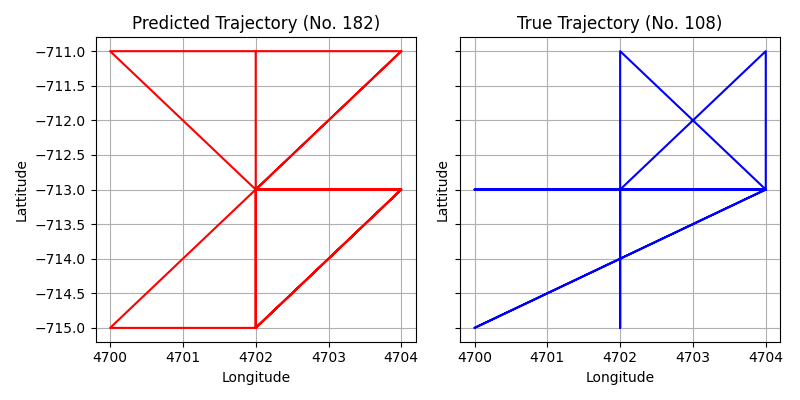 Predicted Trajectory (No. 182)
True Trajectory (No. 108)
−711.0
−711.5
−712.0
−712.5
−713.0
−713.5
−714.0
−714.5
−715.0
Lattitude
Lattitude
4700 4701 4702 4703 4704
4700 4701 4702 4703 4704
Longitude
Longitude